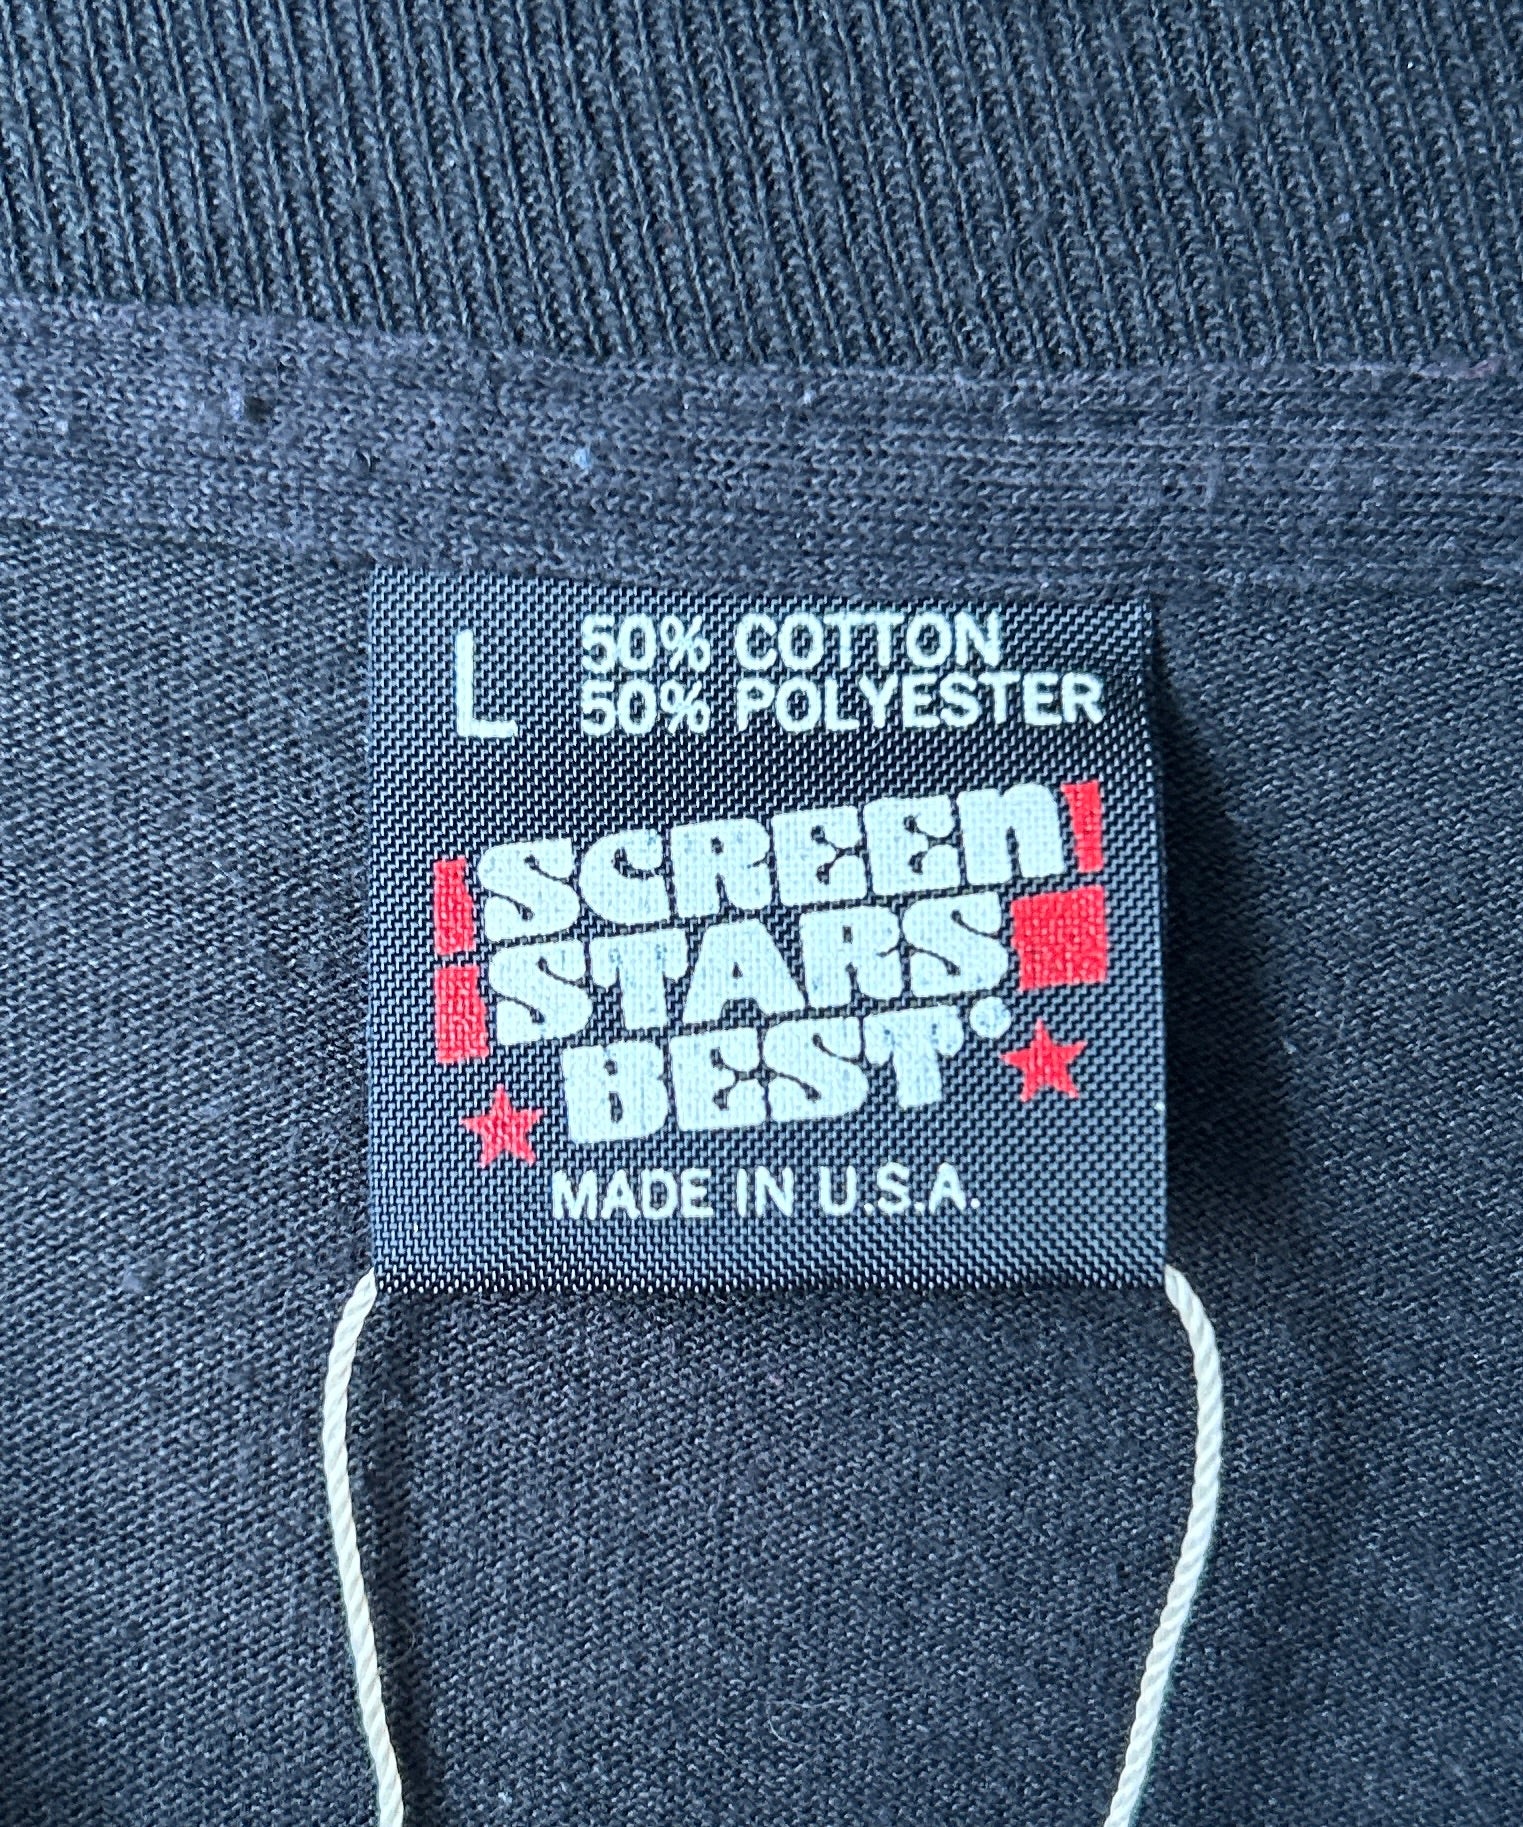 L 50% COTTON
50% POLYESTER
SCREEN
STARS
BEST
MADE IN U.S.A.